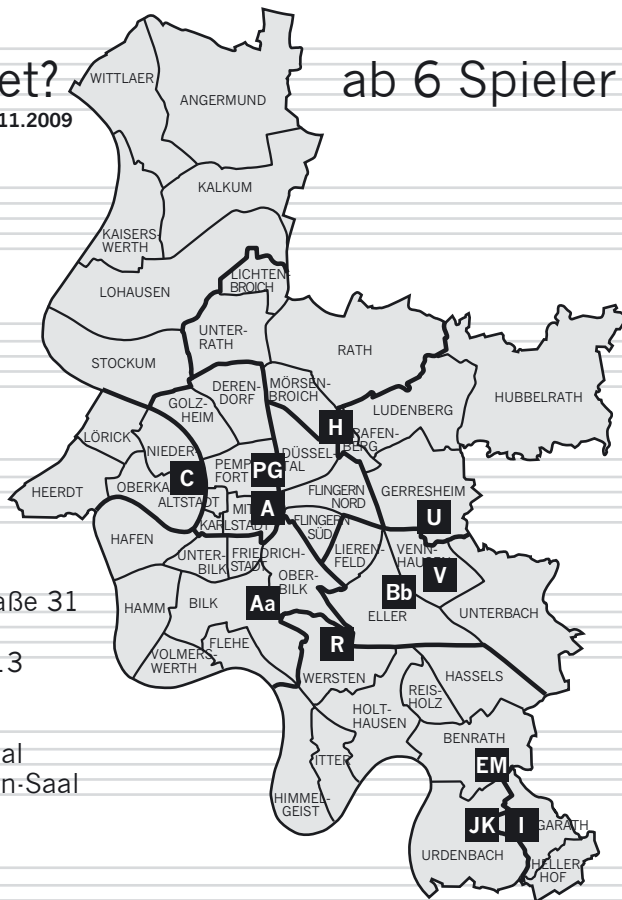 et?
ab 6 Spieler
11.2009
WITTLAER
ANGERMUND
KALKUM
KAISERS-
WERTH
LICHTEN-
BROICH
LOHAUSEN
UNTER-
RATH
RATH
STOCKUM
DEREN-
DORF
MÖRSEN-
BROICH
HUBBELRATH
GOLZ-
HEIM
LUDENBERG
H
LÖRICK
RAFEN-
BERG
NIEDER
DÜSSEL-
TAL
PEMP
FORT
PG
C
HEERDT
OBERKA
FLINGERN
NORD
GERRESHEIM
ALTSTADT
MIT
A
U
KARLSTADT
FLINGERN
SÜD
HAFEN
UNTER-
BILK
FRIEDRICH-
STADT
LIEREN-
FELD
VENN-
HAUSEN
V
OBER-
BILK
Bb
aße 31
HAMM
BILK
Aa
ELLER
UNTERBACH
FLEHE
R
13
VOLMERS-
WERTH
WERSTEN
HASSELS
REIS-
HOLZ
HOLT-
HAUSEN
BENRATH
al
ITTER
EM
n-Saal
HIMMEL-
GEIST
JK
I
GARATH
URDENBACH
HELLER
HOF